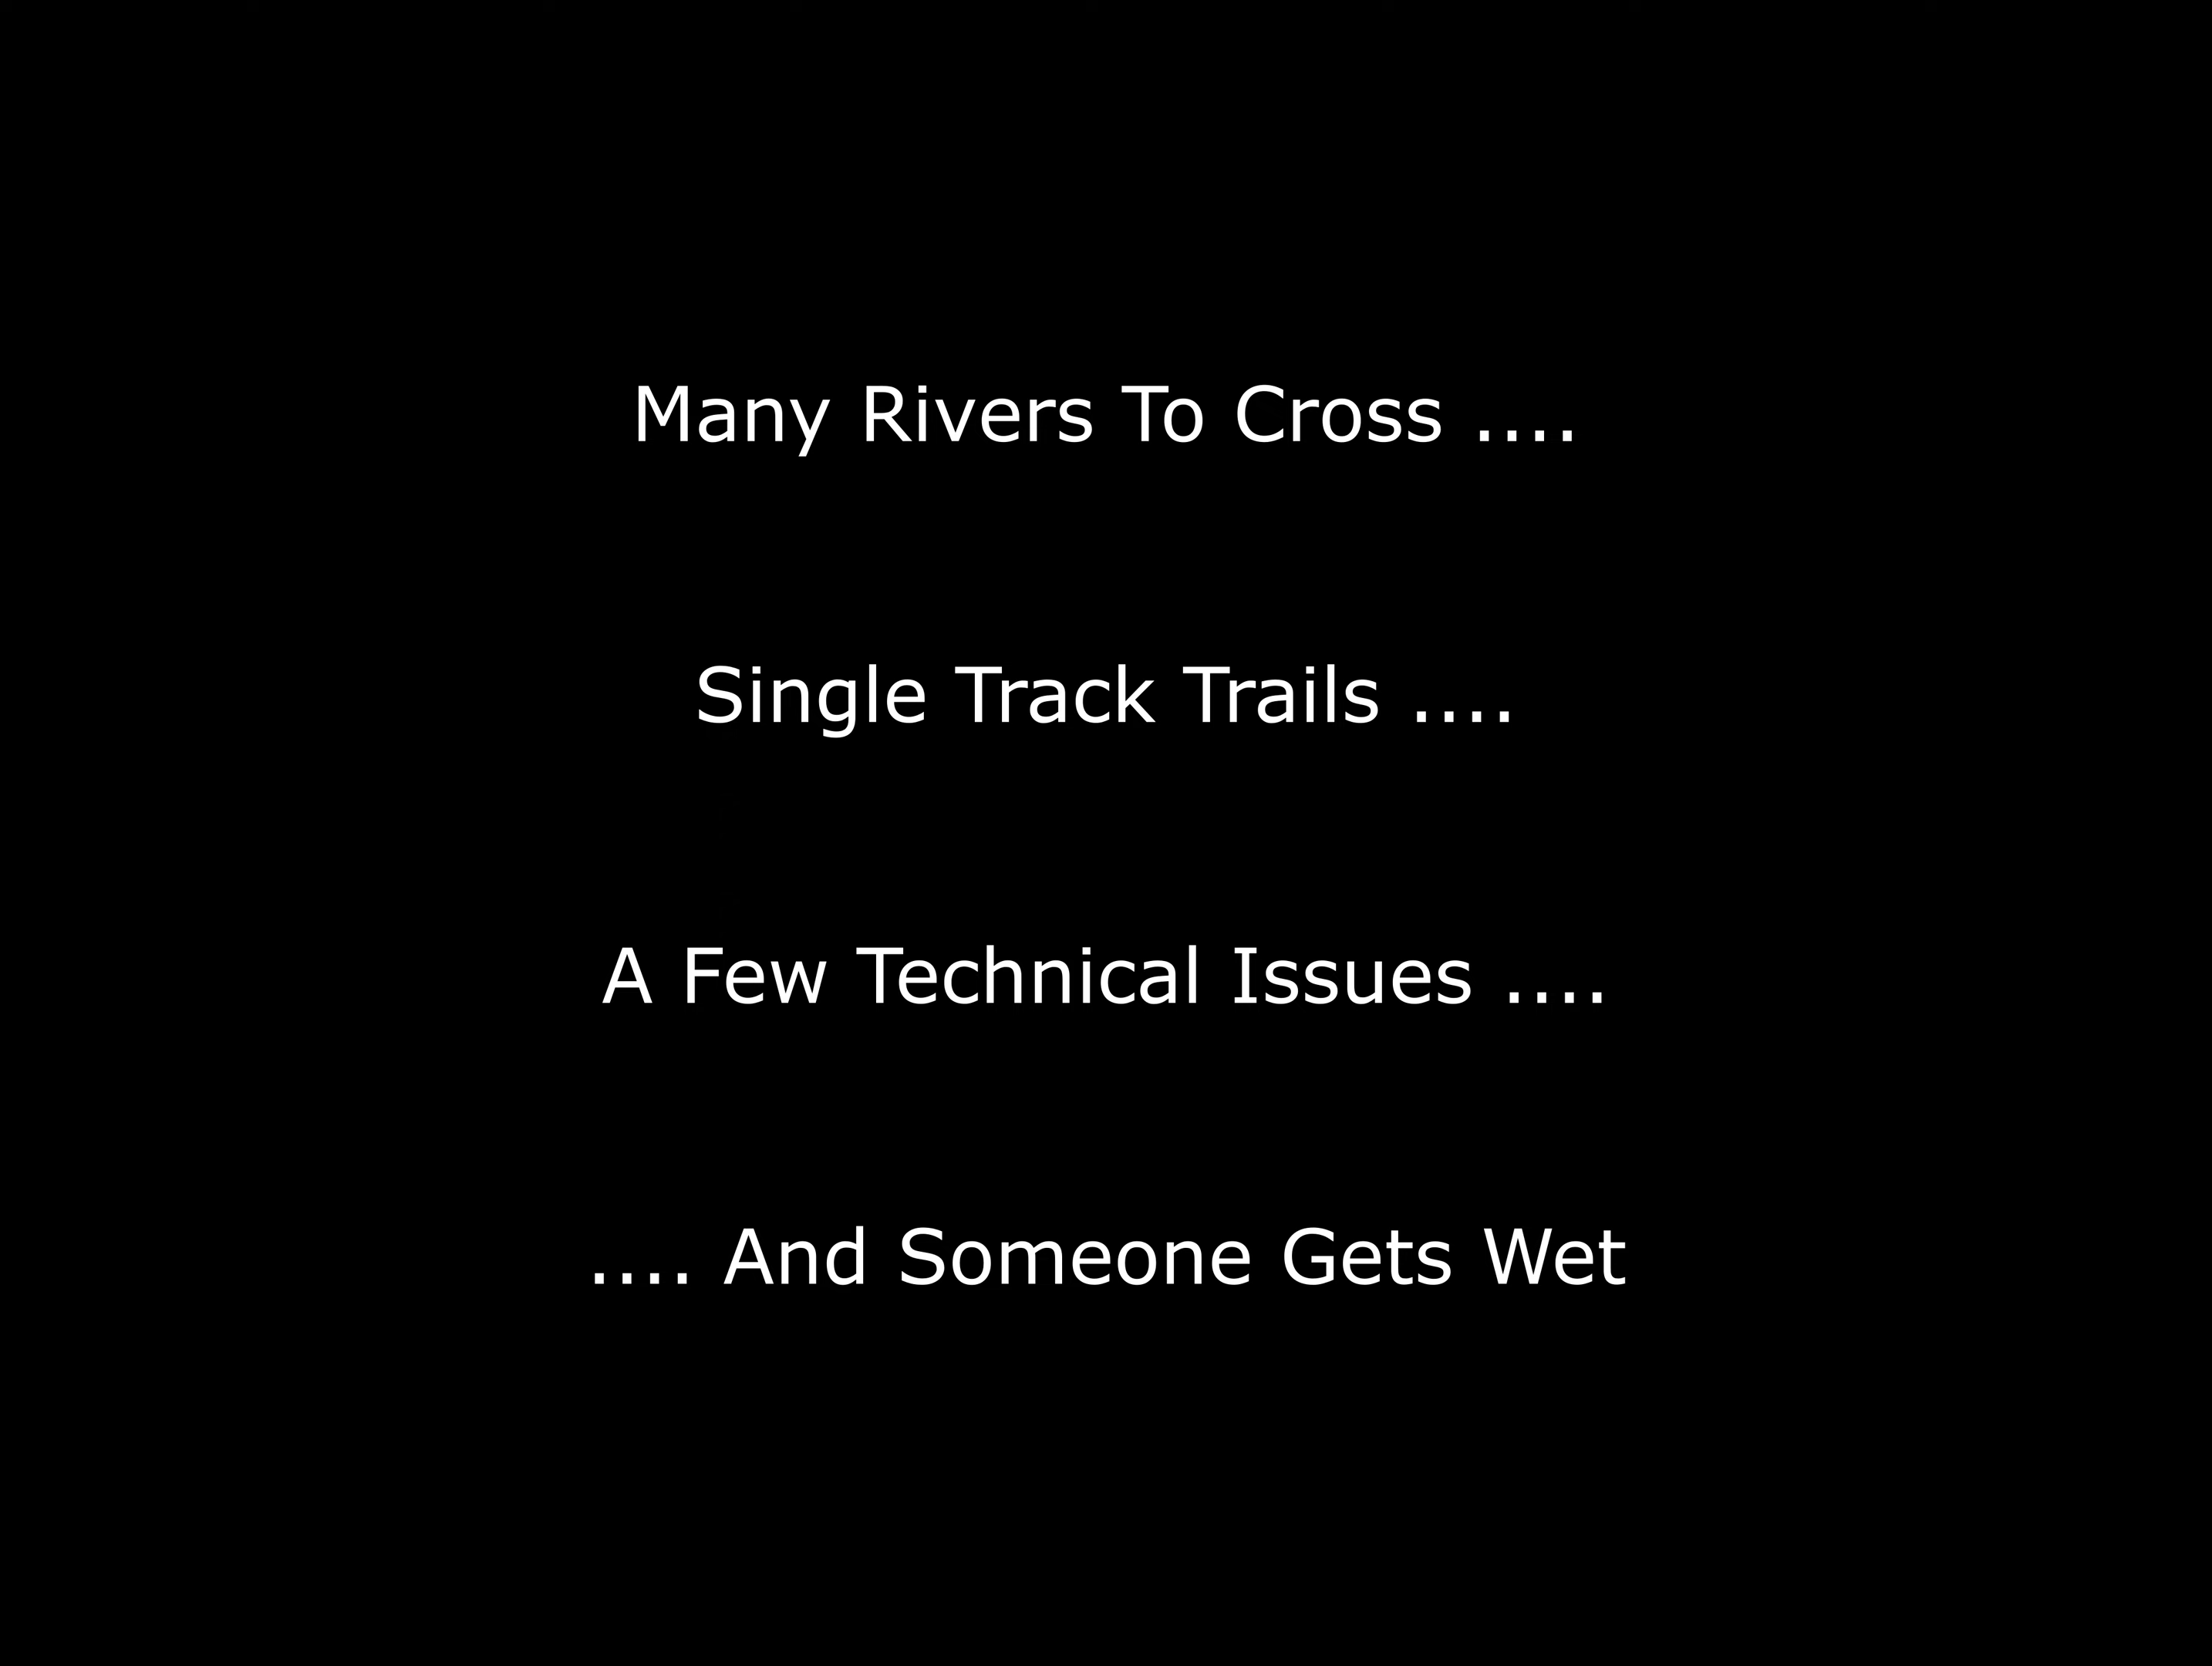 Many Rivers To Cross ....
Single Track Trails ....
A Few Technical Issues ....
.... And Someone Gets Wet